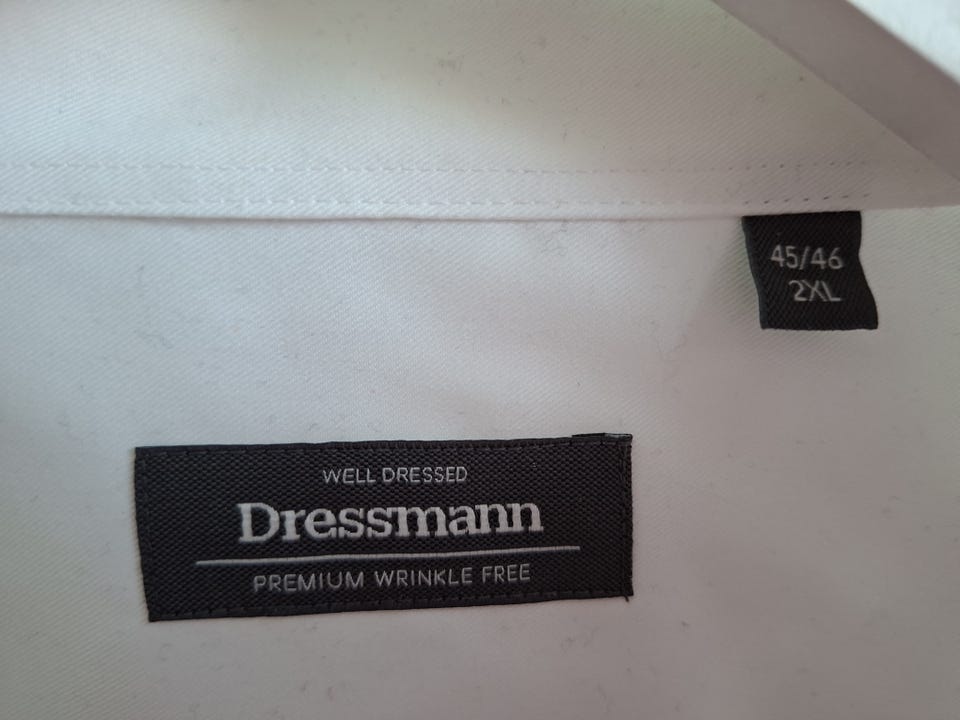 45/46
2XL
WELL DRESSED
Dressmann
PREMIUM WRINKLE FREE